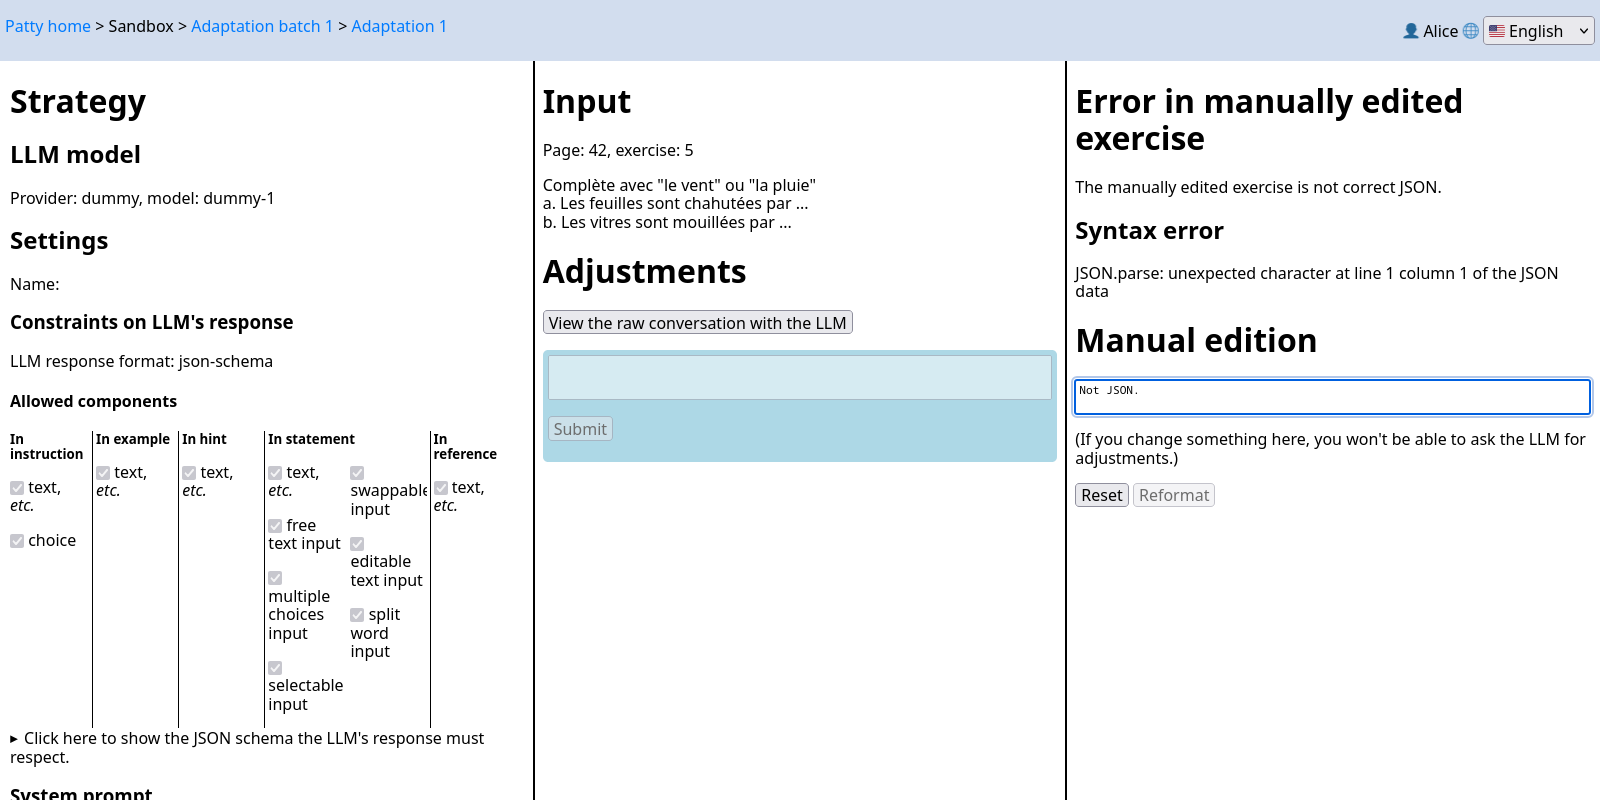 Patty home > Sandbox > Adaptation batch 1 > Adaptation 1
Alice
English
Strategy
LLM model
Provider: dummy, model: dummy-1
Settings
Name:
Constraints on LLM's response
LLM response format: json-schema
Allowed components
In
instruction
text,
etc.
choice
In example
text,
etc.
In hint
text,
etc.
In statement
text,
etc.
free
text input
multiple
choices
input
selectable
input
swappable
input
editable
text input
split
word
input
In
reference
text,
etc.
Click here to show the JSON schema the LLM's response must
respect.
System prompt
Input
Page: 42, exercise: 5
Complète avec "le vent" ou "la pluie"
a. Les feuilles sont chahutées par ...
b. Les vitres sont mouillées par ...
Adjustments
View the raw conversation with the LLM
Submit
Error in manually edited
exercise
The manually edited exercise is not correct JSON.
Syntax error
JSON.parse: unexpected character at line 1 column 1 of the JSON
data
Manual edition
Not JSON.
(If you change something here, you won't be able to ask the LLM for
adjustments.)
Reset Reformat